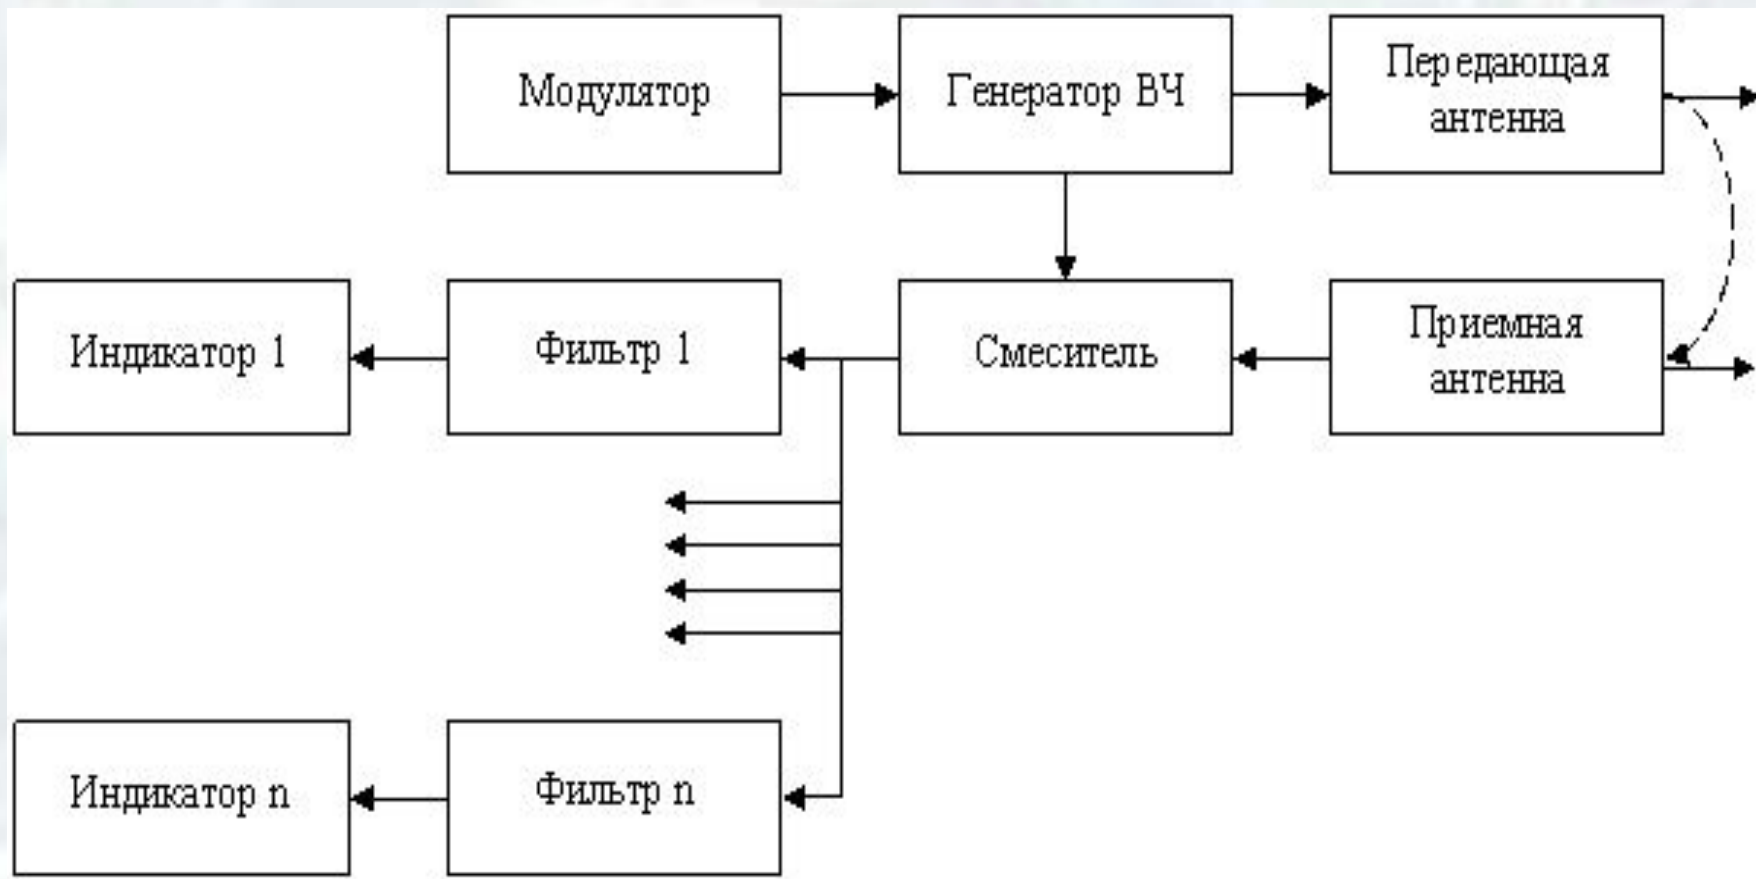 Модулятор
Генератор ВЧ
Передающая
антенна
Индикатор 1
Фильтр 1
Смеситель
Приемная
антенна
Индикатор n
Фильтр n